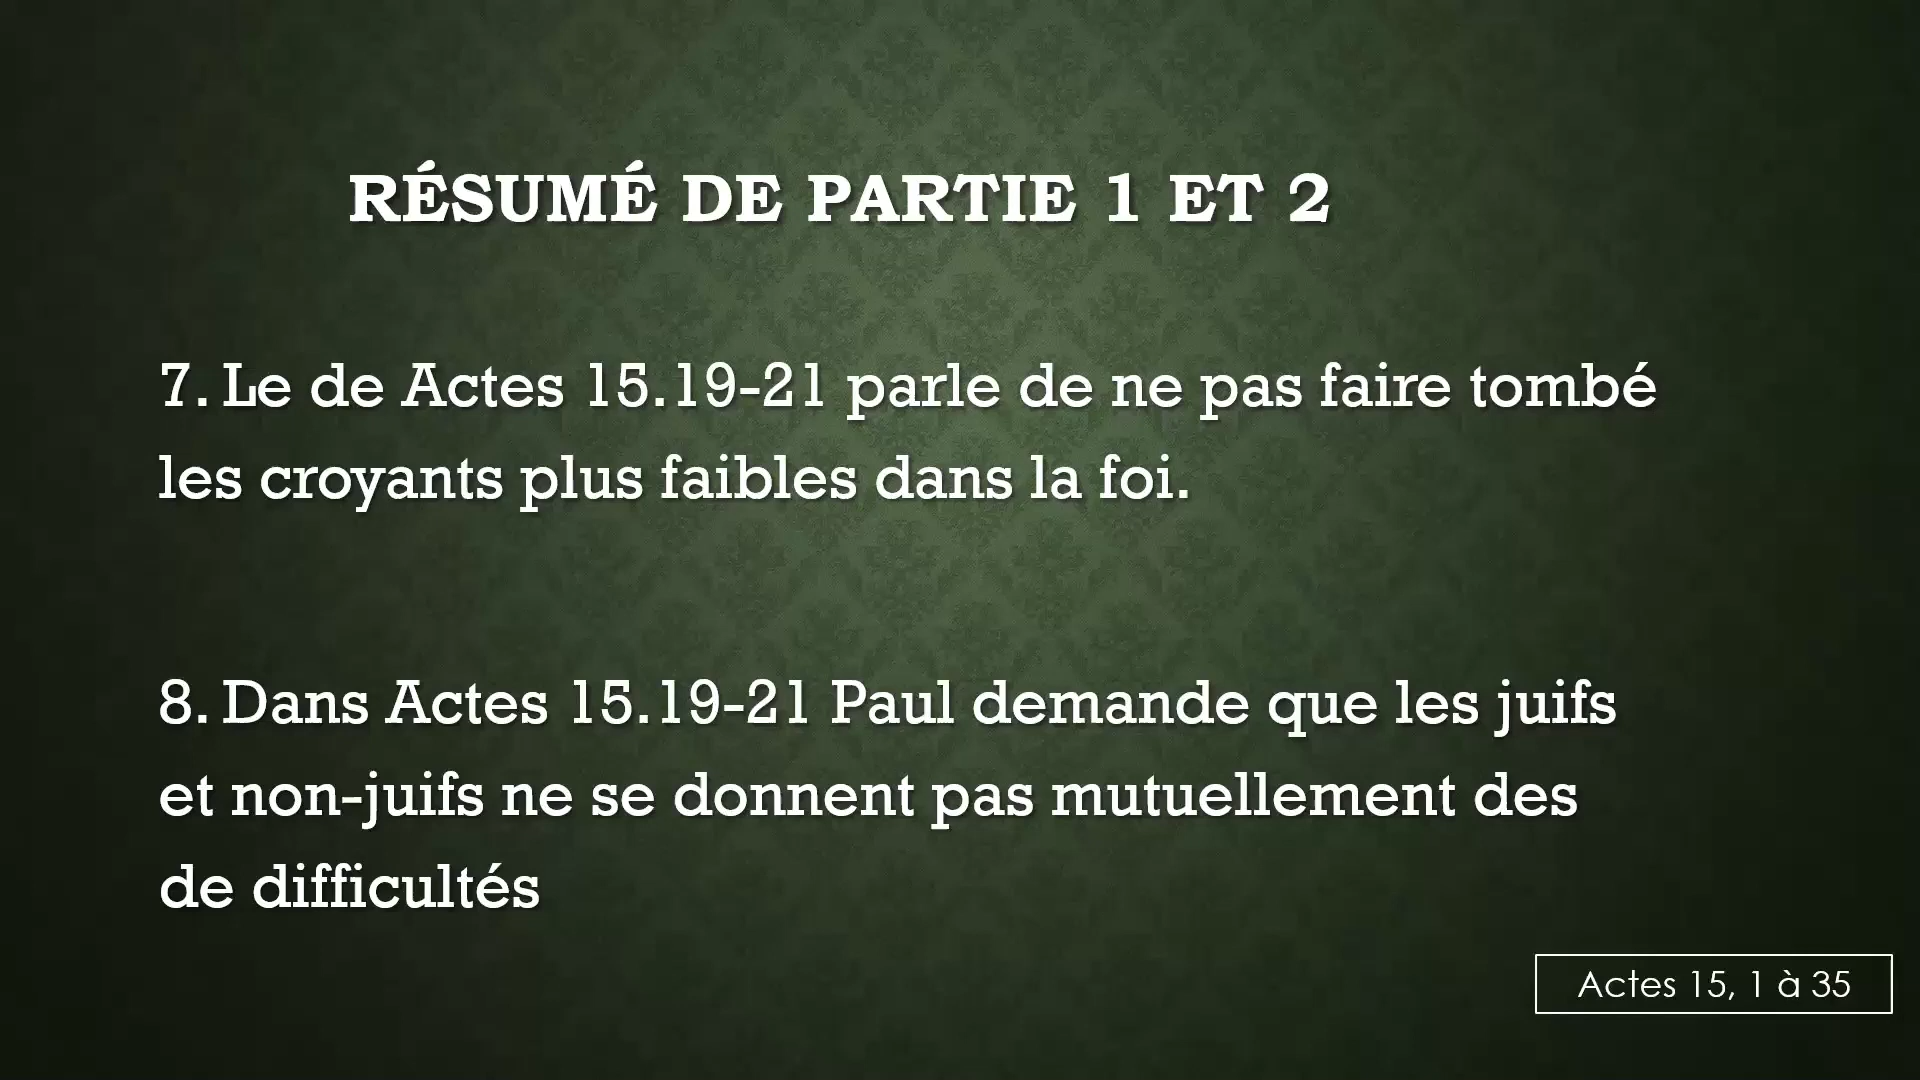 RÉSUMÉ DE PARTIE 1 ET 2
7. Le de Actes 15.19-21 parle de ne pas faire tombé
les croyants plus faibles dans la foi.
8. Dans Actes 15.19-21 Paul demande que les juifs
et non-juifs ne se donnent pas mutuellement des
de difficultés
Actes 15, 1 à 35